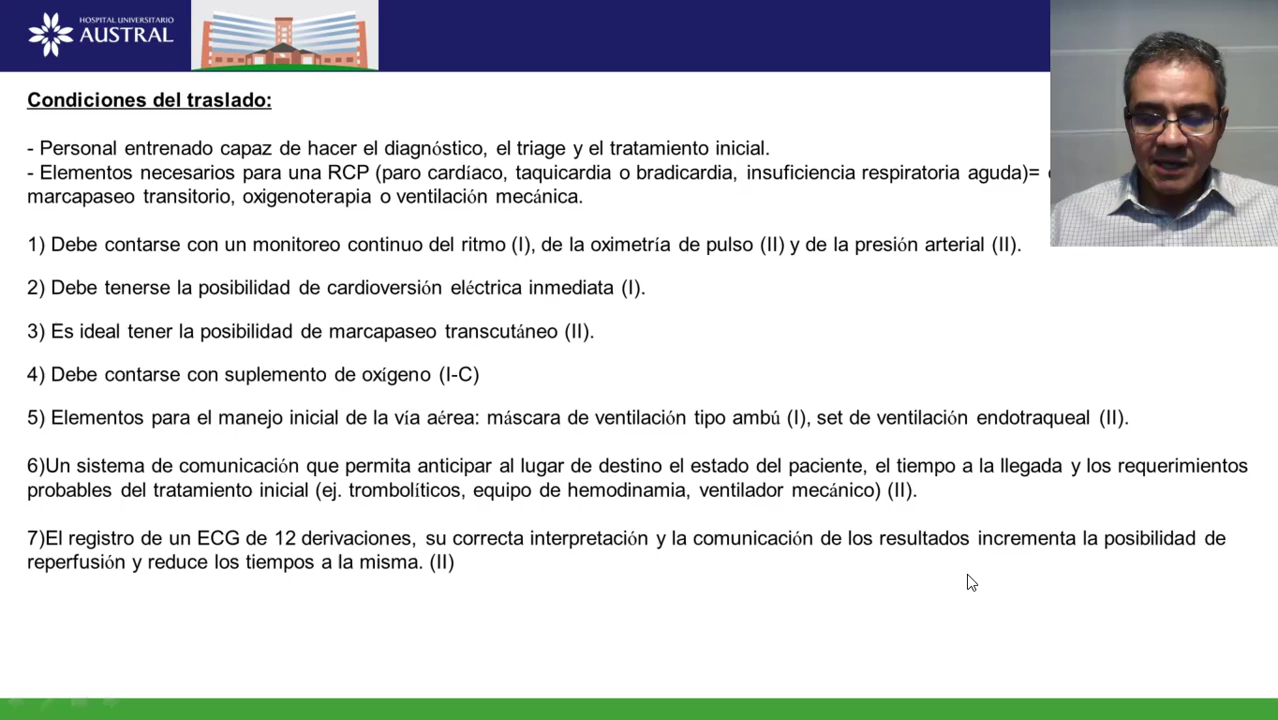 HOSPITAL UNIVERSITARIO
AUSTRAL
Condiciones del traslado:
- Personal entrenado capaz de hacer el diagnóstico, el triage y el tratamiento inicial.
- Elementos necesarios para una RCP (paro cardíaco, taquicardia o bradicardia, insuficiencia respiratoria aguda)=
marcapaseo transitorio, oxigenoterapia o ventilación mecánica.
1) Debe contarse con un monitoreo continuo del ritmo (I), de la oximetría de pulso (II) y de la presión arterial (II).
2) Debe tenerse la posibilidad de cardioversión eléctrica inmediata (I).
3) Es ideal tener la posibilidad de marcapaseo transcutáneo (II).
4) Debe contarse con suplemento de oxígeno (I-C)
5) Elementos para el manejo inicial de la vía aérea: máscara de ventilación tipo ambú (I), set de ventilación endotraqueal (II).
6)Un sistema de comunicación que permita anticipar al lugar de destino el estado del paciente, el tiempo a la llegada y los requerimientos
probables del tratamiento inicial (ej. trombolíticos, equipo de hemodinamia, ventilador mecánico) (II).
7)El registro de un ECG de 12 derivaciones, su correcta interpretación y la comunicación de los resultados incrementa la posibilidad de
reperfusión y reduce los tiempos a la misma. (II)